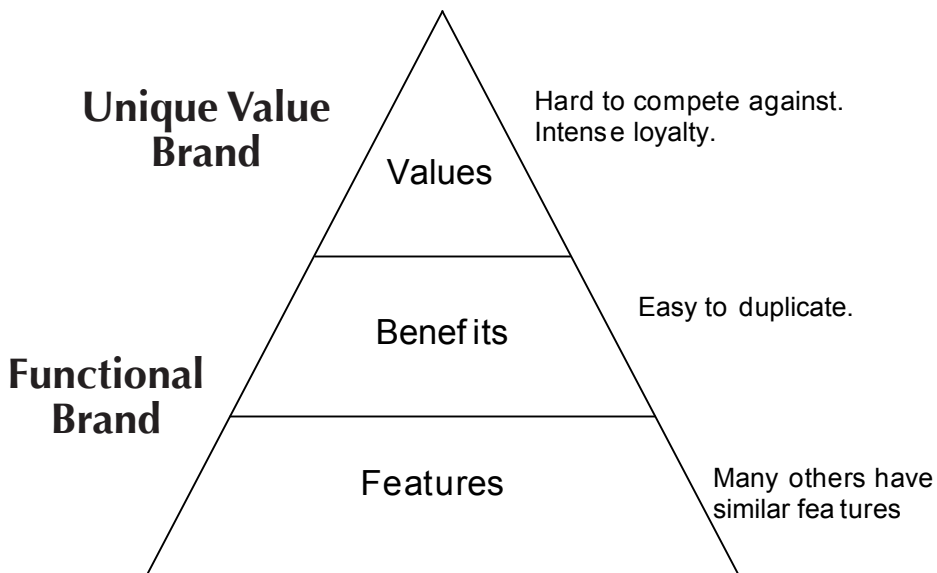 Unique Value
Brand
Hard to compete against.
Intense loyalty.
Values
Easy to duplicate.
Benefits
Functional
Brand
Features
Many others have
similar features